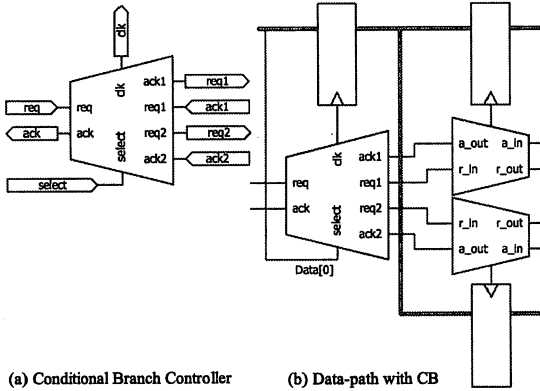 clk
clk
req
req
ack
ack
select
select
ack1
req1
req1
ack1
req2
req2
ack2
ack2
clk
req
ack
select
ack1
req1
req2
ack2
a_out
a_in
r_in
r_out
r_in
r_out
a_out
a_in
Data[0]
(a) Conditional Branch Controller
(b) Data-path with CB